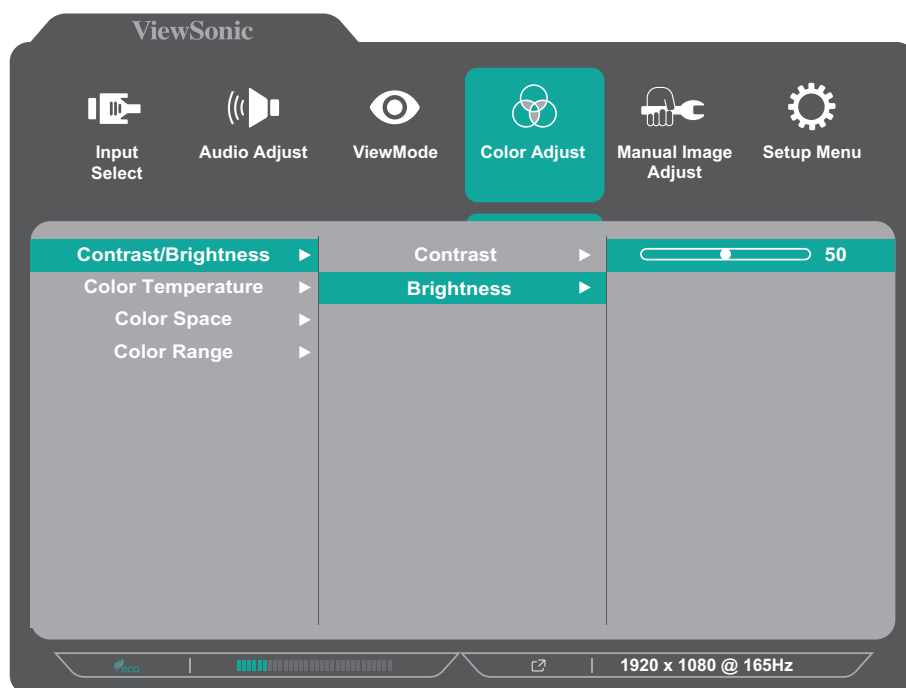 ViewSonic
Input
Select
Audio Adjust
ViewMode
Color Adjust
Manual Image
Adjust
Setup Menu
Contrast/Brightness
Contrast
50
Color Temperature
Brightness
Color Space
Color Range
eco
1920 x 1080 @ 165Hz